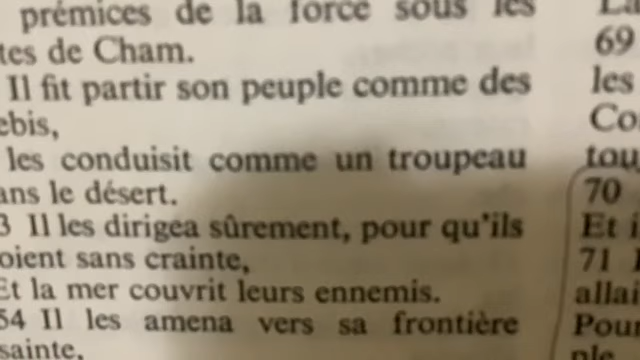 prémices de la force sous les
tes de Cham.
Il fit partir son peuple comme des
ebis,
les conduisit comme un troupeau
ans le désert.
3 Il les dirigea sûrement, pour qu'ils
oient sans crainte,
Et la mer couvrit leurs ennemis.
54 Il les amena vers sa frontière
sainte,
69
les
Co
tou
70
Et i
71
allai
Pour
ple